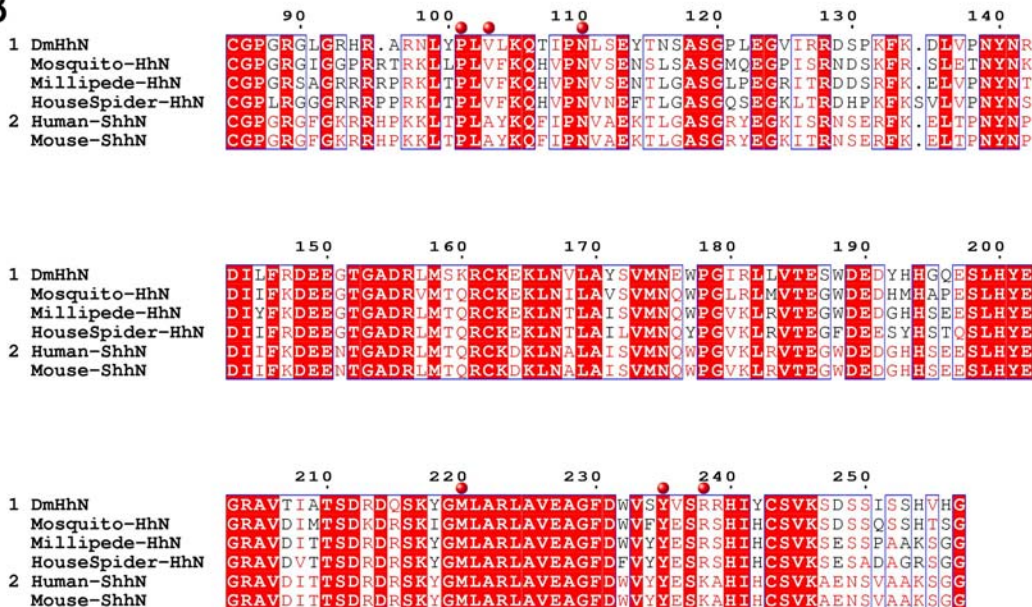 B
90 100 110 120 130 140
1 DmHhN CGPGRGLGRHR.ARNLYPLVLKQTIPNLSEYTNSASGPLEGVIRRDSPKFK.DLVPNYNR
Mosquito-HhN CGPGRGIGGPRRTRKLLPLVFKQHVPNVSENSLSASGMQEGPISRNDSKFR.SLETNYNK
Millipede-HhN CGPGRSAGRRRHPRKLTPLVFKQHVPNVSENTLGASGLPEGRISRNDDKFK.DLVPNYNK
HouseSpider-HhN CGPLRGGGRRRPPRKLTPLVFKQHVPNVNEFTLGASGQSEGKLTRDHPKFKSVLVPNYNS
2 Human-ShhN CGPGRGFGKRRHPKKLTPLAYKQFIPNVAEKTLGASGRYEGKISRNSERFK.ELTPNYNP
Mouse-ShhN CGPGRGFGKRRHPKKLTPLAYKQFIPNVAEKTLGASGRYEGKITRNSERFK.ELTPNYNP
150 160 170 180 190 200
1 DmHhN DILFRDEEGTGADRLMSKRCKEKLNVLAYSVMNEWPGIRLLVTESWDEDYHHGQESLHYE
Mosquito-HhN DIIFKDEEGTGADRVMTQRCKEKLNILAVSVMNQWPGLRLMVTEGWDEDHMHAPESLHYE
Millipede-HhN DIYFKDEEGTGADRLMTQRCKEKLNTLAISVMNQWPGVKLRVTEGWDEDGHHSEESLHYE
HouseSpider-HhN DIIFRDEEGTGADRLMTQRCKEKLNTLAILVMNQYPGVKLRVTEGFDEESYHSTQSLHYE
2 Human-ShhN DIIFKDEENTGADRLMTQRCKDKLNALAISVMNQWPGVKLRVTEGWDEDGHHSEESLHYE
Mouse-ShhN DIIFKDEENTGADRLMTQRCKDKLNALAISVMNQWPGVKLRVTEGWDEDGHHSEESLHYE
210 220 230 240 250
1 DmHhN GRAVTIATSDRDQSKYGMLARLAVEAGFDWVSYVSRRHIYCSVKSDSSISSHVHG
Mosquito-HhN GRAVDIMTSDKDRSKIGMLARLAVEAGFDWVFYESRSHIHCSVKSDSSQSSHTSG
Millipede-HhN GRAVDITTSDRDRSKYGMLARLAVEAGFDWVYYESRSHIHCSVKSESSPAAKSGG
HouseSpider-HhN GRAVDVTTSDRDRSKYGMLARLAVEAGFDFVYYESRSHIHCSVKSESADAGRSGG
2 Human-ShhN GRAVDITTSDRDRSKYGMLARLAVEAGFDWVYYESKAHIHCSVKAENSVAAKSGG
Mouse-ShhN GRAVDITTSDRDRSKYGMLARLAVEAGFDWVYYESKAHIHCSVKAENSVAAKSGG